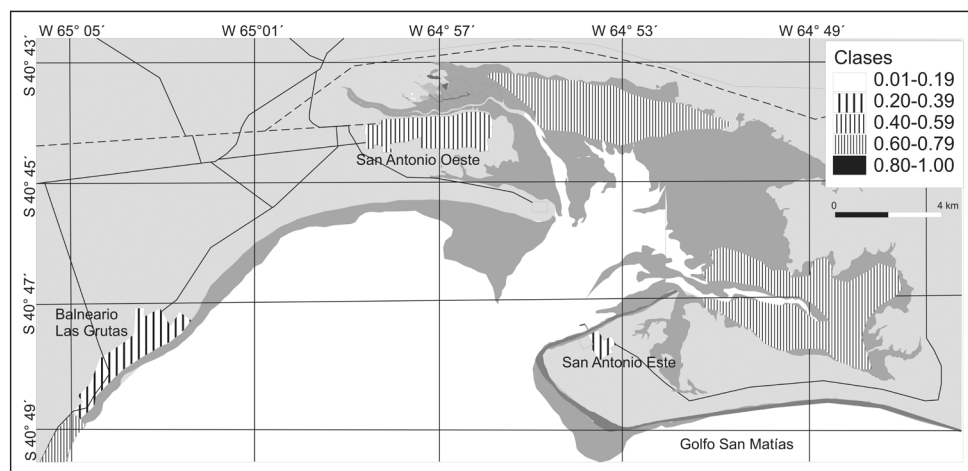 W 65° 05´ W 65° 01´ W 64° 57´ W 64° 53´ W 64° 49´
S 40° 43´
S 40° 45´
S 40° 47´
S 40° 49´
Clases
0.01-0.19
0.20-0.39
0.40-0.59
0.60-0.79
0.80-1.00
0 4 km
San Antonio Oeste
Balneario
Las Grutas
San Antonio Este
Golfo San Matías